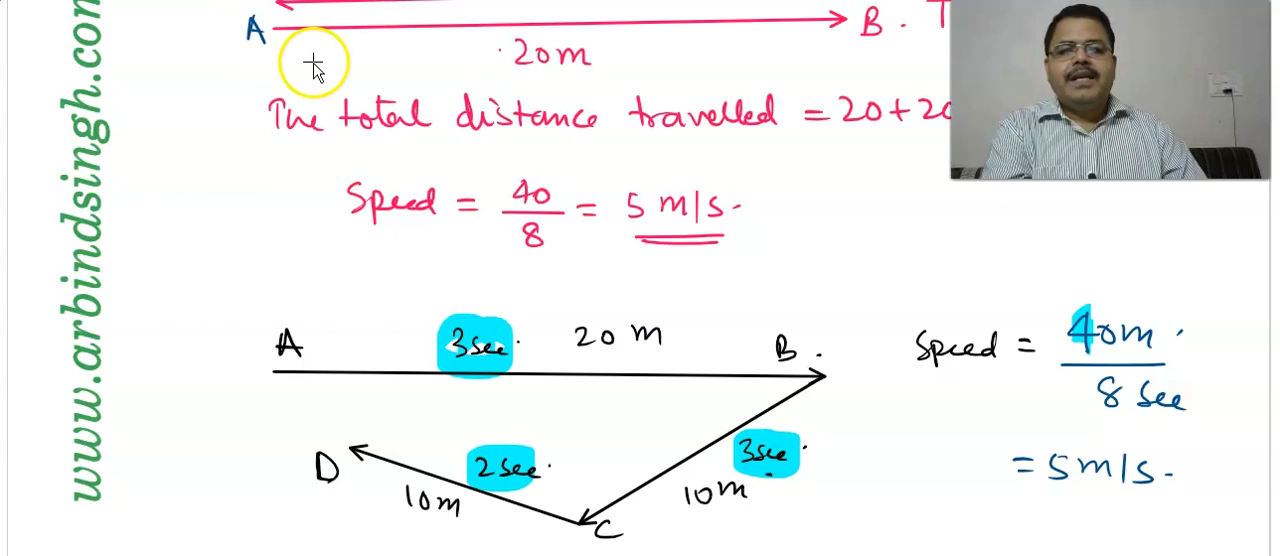 www.arbindsingh.com
A
B.
20m
The total distance travelled = 20+20
Speed = 40/8 = 5 m/s.
A
3sec.
20 m
B.
Speed = 40m. / 8 sec
= 5m/s.
D
2sec.
3sec.
10m
10m
C